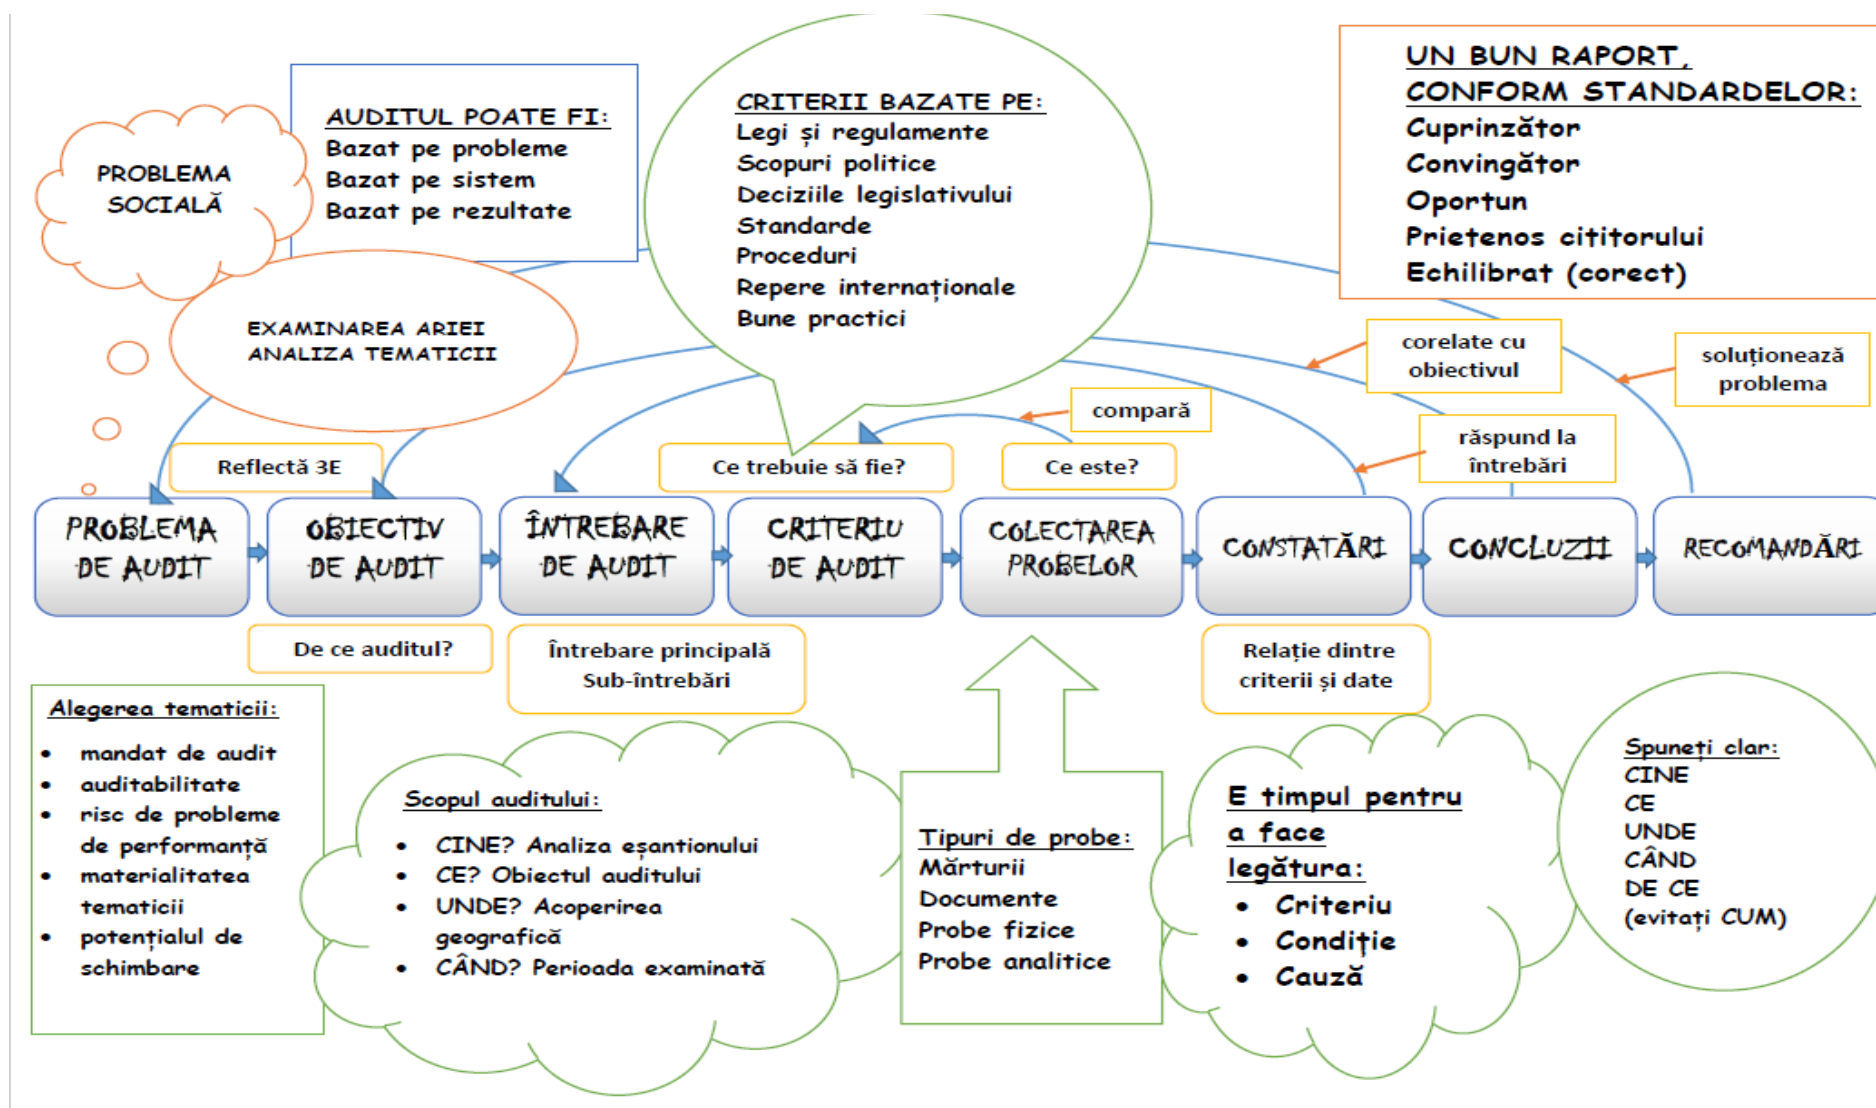 PROBLEMA
SOCIALĂ
AUDITUL POATE FI:
Bazat pe probleme
Bazat pe sistem
Bazat pe rezultate
EXAMINAREA ARIEI
ANALIZA TEMATICII
CRITERII BAZATE PE:
Legi și regulamente
Scopuri politice
Deciziile legislativului
Standarde
Proceduri
Repere internaționale
Bune practici
UN BUN RAPORT,
CONFORM STANDARDELOR:
Cuprinzător
Convingător
Oportun
Prietenos cititorului
Echilibrat (corect)
corelate cu
obiectivul
soluționează
problema
compară
răspund la
întrebări
Reflectă 3E
Ce trebuie să fie?
Ce este?
PROBLEMA
DE AUDIT
OBIECTIV
DE AUDIT
ÎNTREBARE
DE AUDIT
CRITERIU
DE AUDIT
COLECTAREA
PROBELOR
CONSTATĂRI
CONCLUZII
RECOMANDĂRI
De ce auditul?
Întrebare principală
Sub-întrebări
Relație dintre
criterii și date
Alegerea tematicii:
• mandat de audit
• auditabilitate
• risc de probleme
de performanță
• materialitatea
tematicii
• potențialul de
schimbare
Scopul auditului:
• CINE? Analiza eșantionului
• CE? Obiectul auditului
• UNDE? Acoperirea
geografică
• CÂND? Perioada examinată
Tipuri de probe:
Mărturii
Documente
Probe fizice
Probe analitice
E timpul pentru
a face
legătura:
• Criteriu
• Condiție
• Cauză
Spuneți clar:
CINE
CE
UNDE
CÂND
DE CE
(evitați CUM)